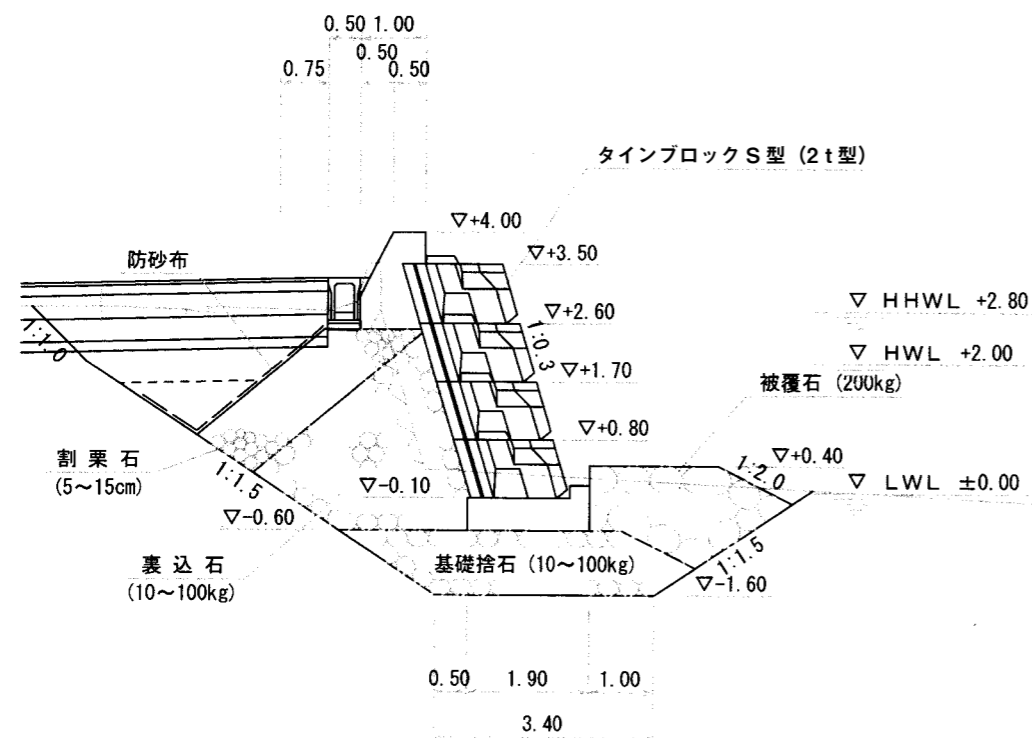 0.50 1.00
0.50
0.75
0.50
タインブロックS型 (2t型)
▽+4.00
▽+3.50
防砂布
▽ HHWL +2.80
▽+2.60
1:0.3
1:1.0
▽ HWL +2.00
▽+1.70
被覆石 (200kg)
▽+0.80
割栗石
(5〜15cm)
1:1.5
▽+0.40
1:2.0
▽-0.10
▽ LWL ±0.00
▽-0.60
裏込石
(10〜100kg)
基礎捨石 (10〜100kg)
1:1.5
▽-1.60
0.50 1.90 1.00
3.40